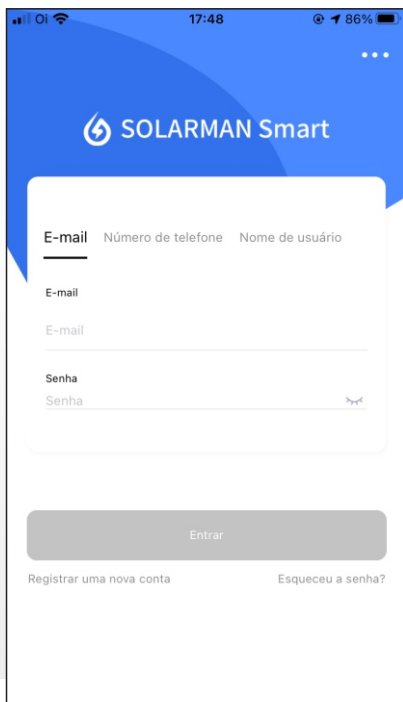 Oi 17:48 86%
SOLARMAN Smart
E-mail Número de telefone Nome de usuário
E-mail
E-mail
Senha
Senha
Entrar
Registrar uma nova conta Esqueceu a senha?